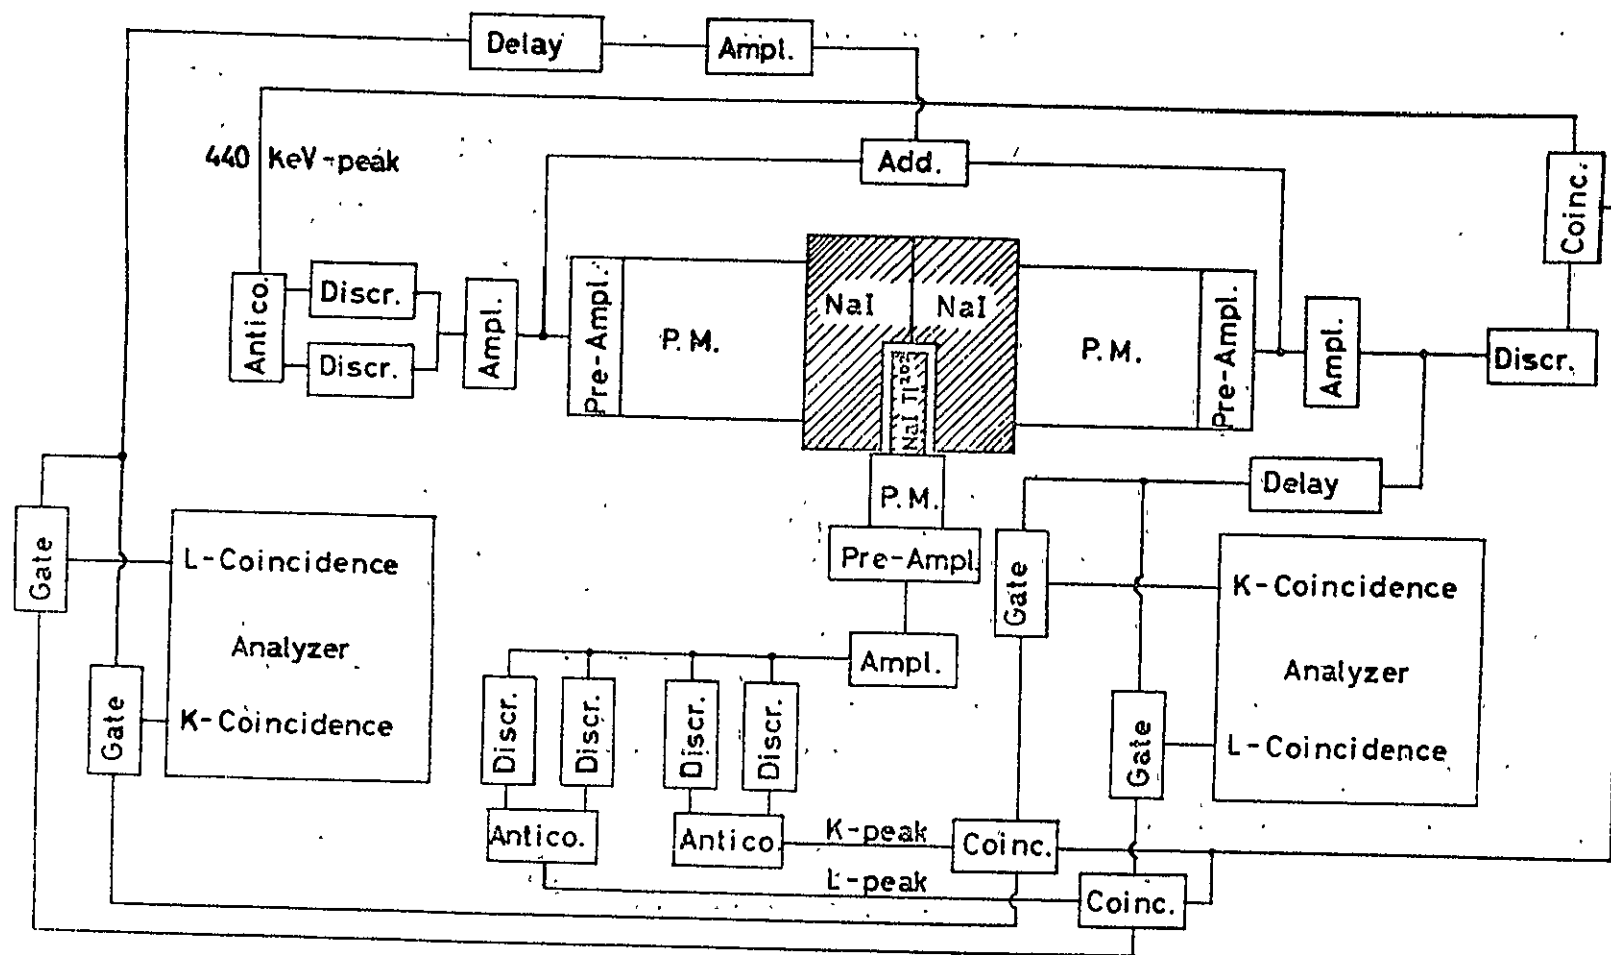 Delay
Ampl.
440 KeV-peak
Add.
Coinc.
Antico.
Discr.
Discr.
Ampl.
Pre-Ampl.
P.M.
NaI
NaI
NaI Tl
P.M.
Pre-Ampl.
Ampl.
Discr.
P.M.
Pre-Ampl.
Ampl.
Delay
Gate
L-Coincidence
Analyzer
K-Coincidence
Gate
Discr.
Discr.
Discr.
Discr.
Antico.
Antico
K-peak
L-peak
Coinc.
Coinc.
Gate
K-Coincidence
Analyzer
L-Coincidence
Gate